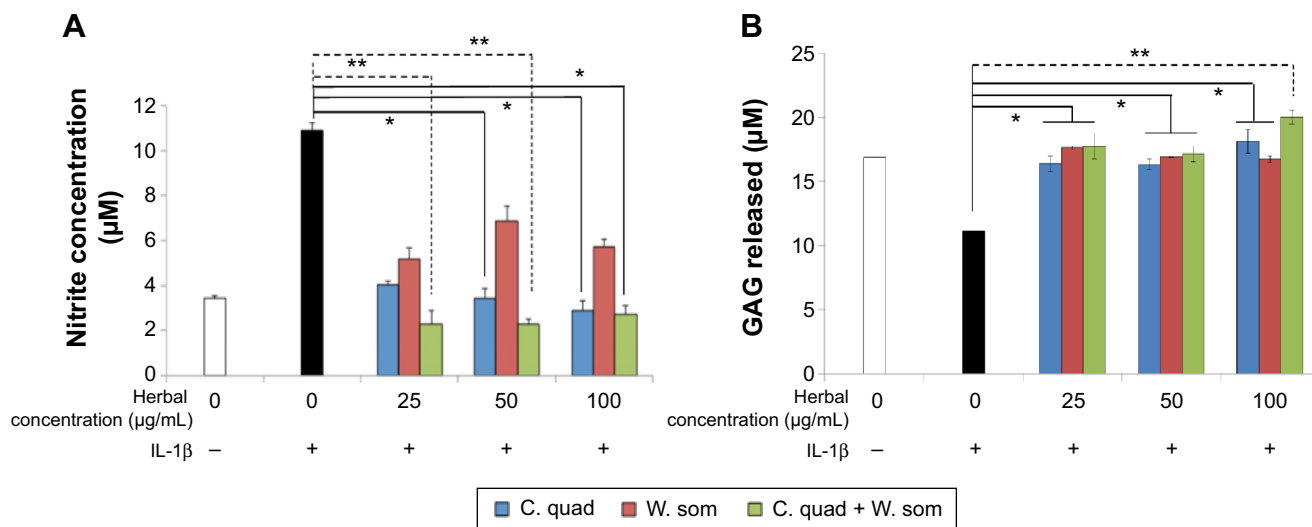 A
**
**
*
*
*
Nitrite concentration
(µM)
12
10
8
6
4
2
0
Herbal
concentration (µg/mL)
0 0 25 50 100
IL-1β – + + + +
B
**
*
*
*
GAG released (µM)
25
20
15
10
5
0
Herbal
concentration (µg/mL)
0 0 25 50 100
IL-1β – + + + +
C. quad W. som C. quad + W. som